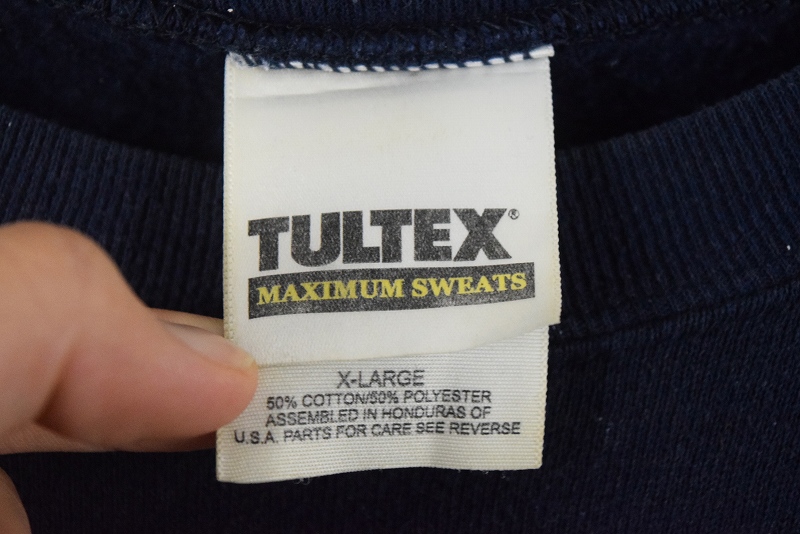 TULTEX®
MAXIMUM SWEATS
X-LARGE
50% COTTON/50% POLYESTER
ASSEMBLED IN HONDURAS OF
U.S.A. PARTS FOR CARE SEE REVERSE